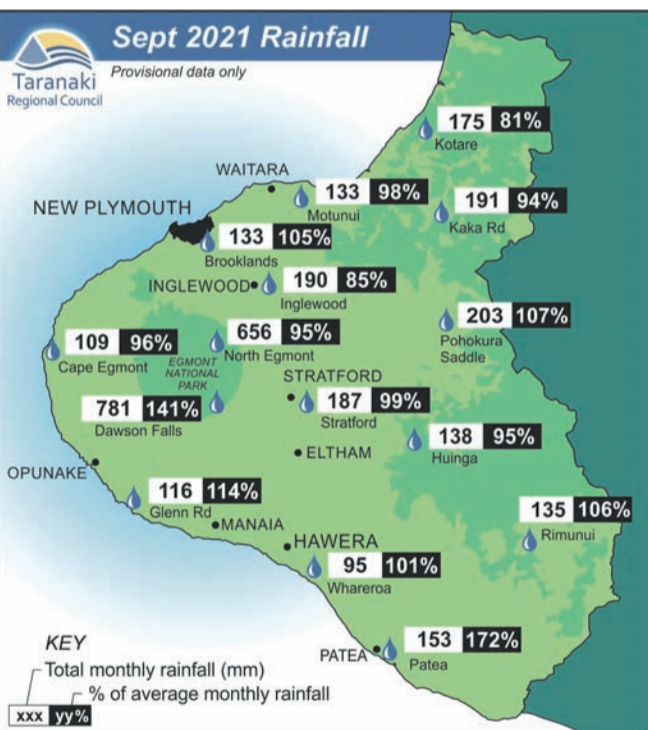 Sept 2021 Rainfall
Taranaki
Regional Council
Provisional data only
175 81%
Kotare
WAITARA
133 98%
Motunui
191 94%
Kaka Rd
NEW PLYMOUTH
133 105%
Brooklands
INGLEWOOD
190 85%
Inglewood
203 107%
Pohokura
Saddle
109 96%
Cape Egmont
656 95%
North Egmont
EGMONT
NATIONAL
PARK
STRATFORD
187 99%
Stratford
781 141%
Dawson Falls
138 95%
Huinga
ELTHAM
OPUNAKE
116 114%
Glenn Rd
MANAIA
135 106%
Rimunui
HAWERA
95 101%
Whareroa
PATEA
153 172%
Patea
KEY
Total monthly rainfall (mm)
% of average monthly rainfall
xxx yy%